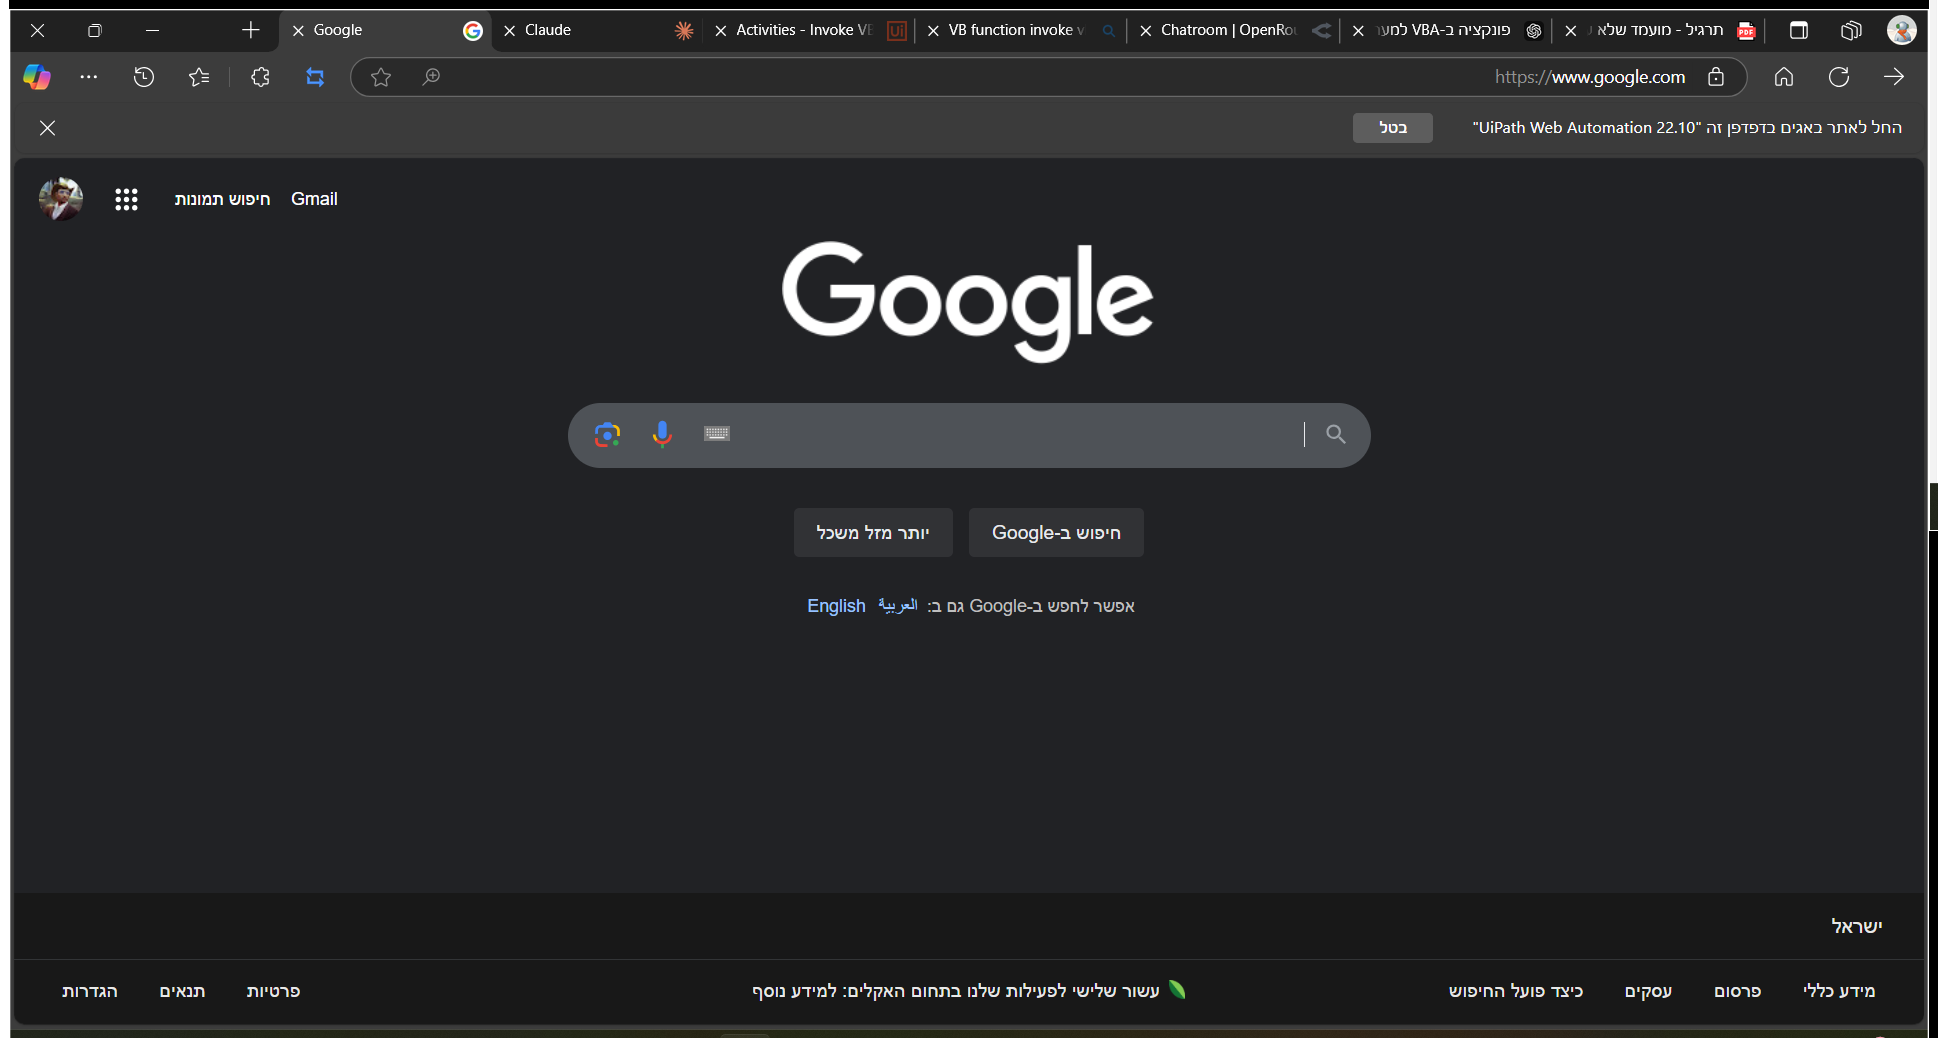 תרגיל - מועמד שלא
פונקציה ב-VBA למער
Chatroom | OpenRou
VB function invoke v
Activities - Invoke VB
Claude
Google
https://www.google.com
החל לאתר באגים בדפדפן זה "UiPath Web Automation 22.10"
בטל
Gmail
חיפוש תמונות
Google
חיפוש ב-Google
יותר מזל משכל
אפשר לחפש ב-Google גם ב: العربية English
ישראל
מידע כללי
פרסום
עסקים
כיצד פועל החיפוש
עשור שלישי לפעילות שלנו בתחום האקלים: למידע נוסף
פרטיות
תנאים
הגדרות